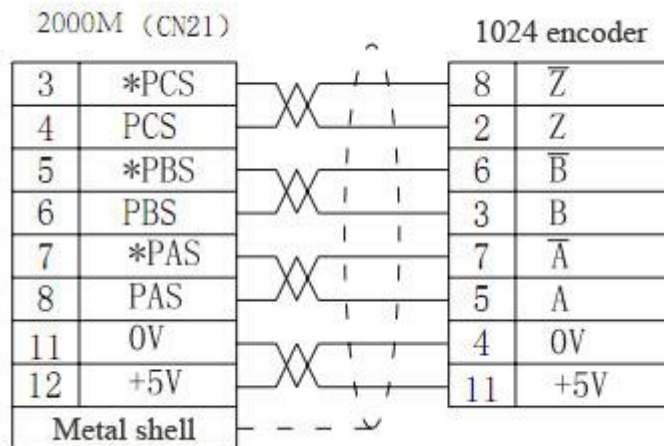 2000M (CN21) 1024 encoder
3 *PCS 8 Z̅
4 PCS 2 Z
5 *PBS 6 B̅
6 PBS 3 B
7 *PAS 7 A̅
8 PAS 5 A
11 0V 4 0V
12 +5V 11 +5V
Metal shell